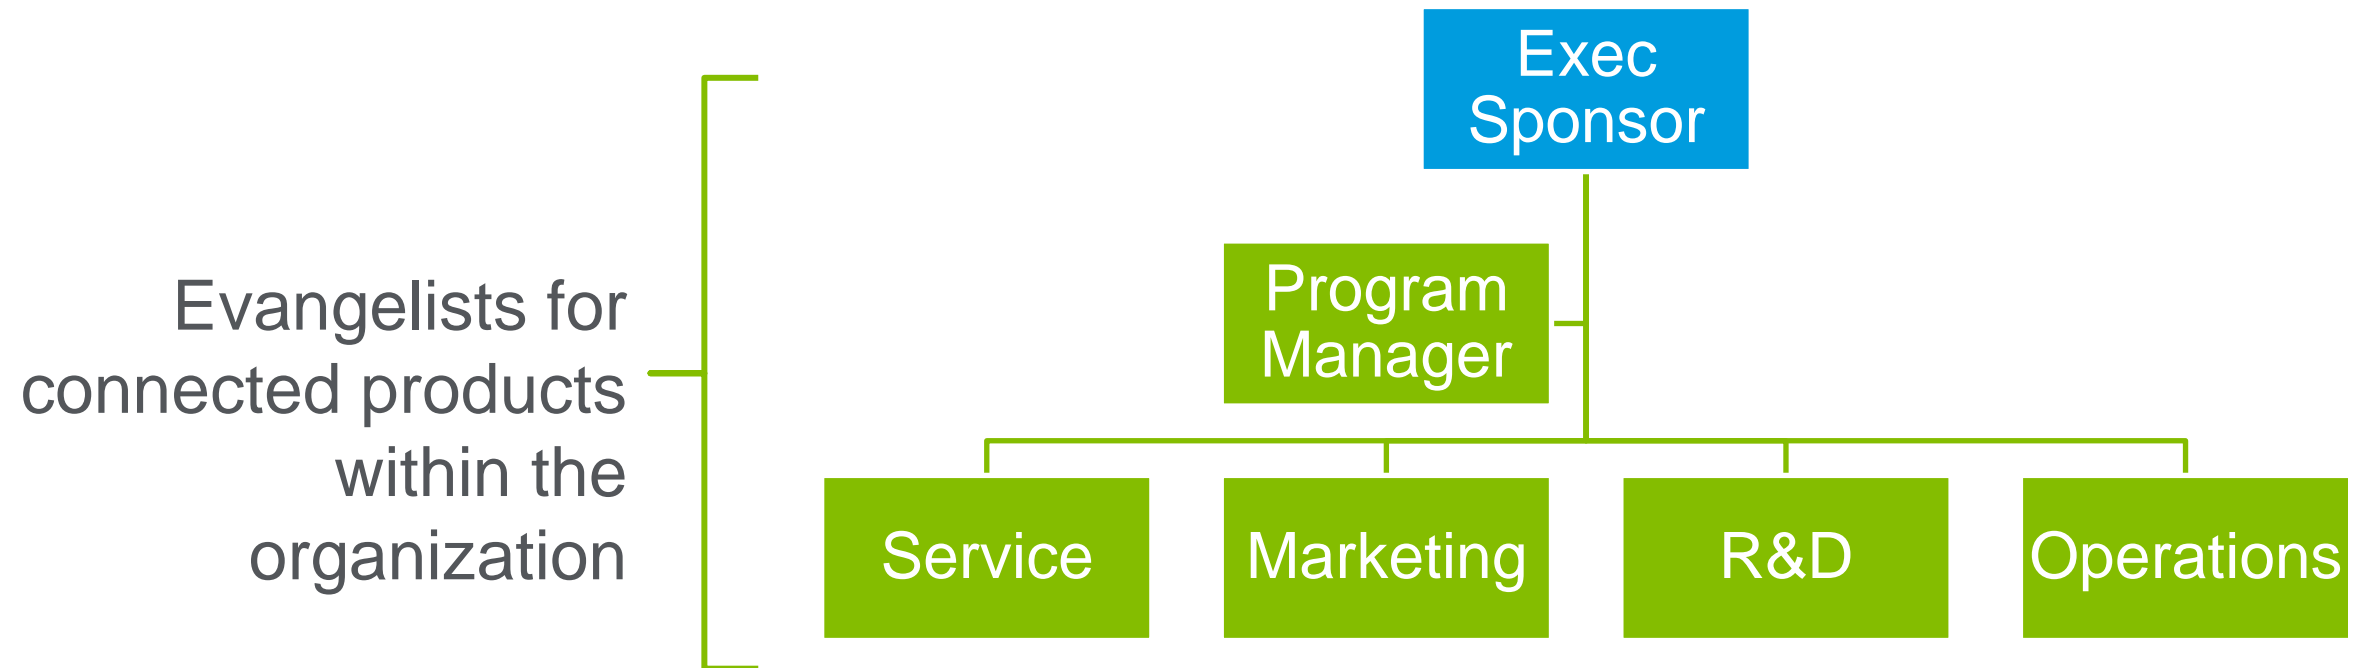 Exec
Sponsor
Program
Manager
Evangelists for
connected products
within the
organization
Service
Marketing
R&D
Operations